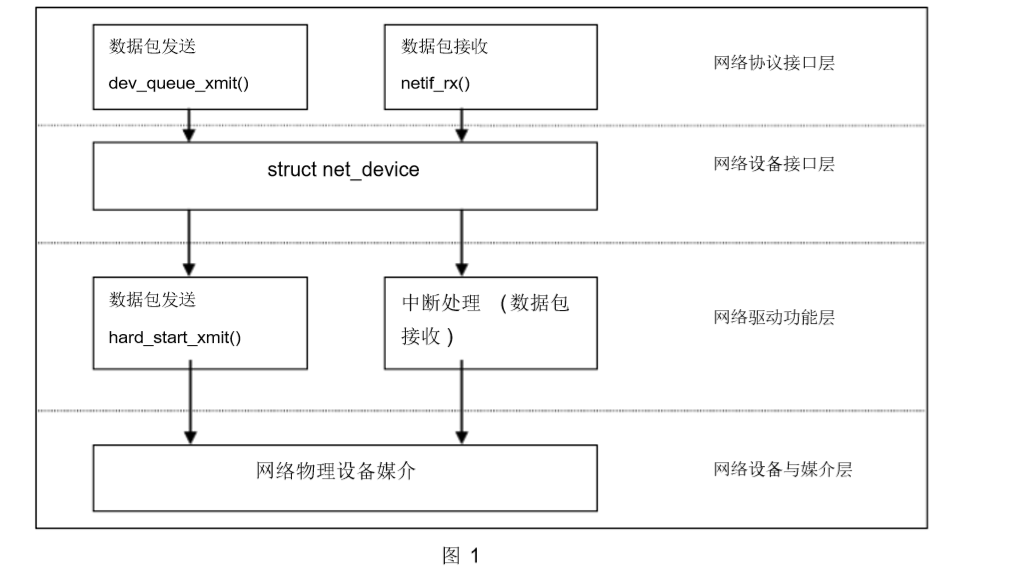 数据包发送
dev_queue_xmit()
数据包接收
netif_rx()
网络协议接口层
struct net_device
网络设备接口层
数据包发送
hard_start_xmit()
中断处理 (数据包
接收)
网络驱动功能层
网络物理设备媒介
网络设备与媒介层
图 1